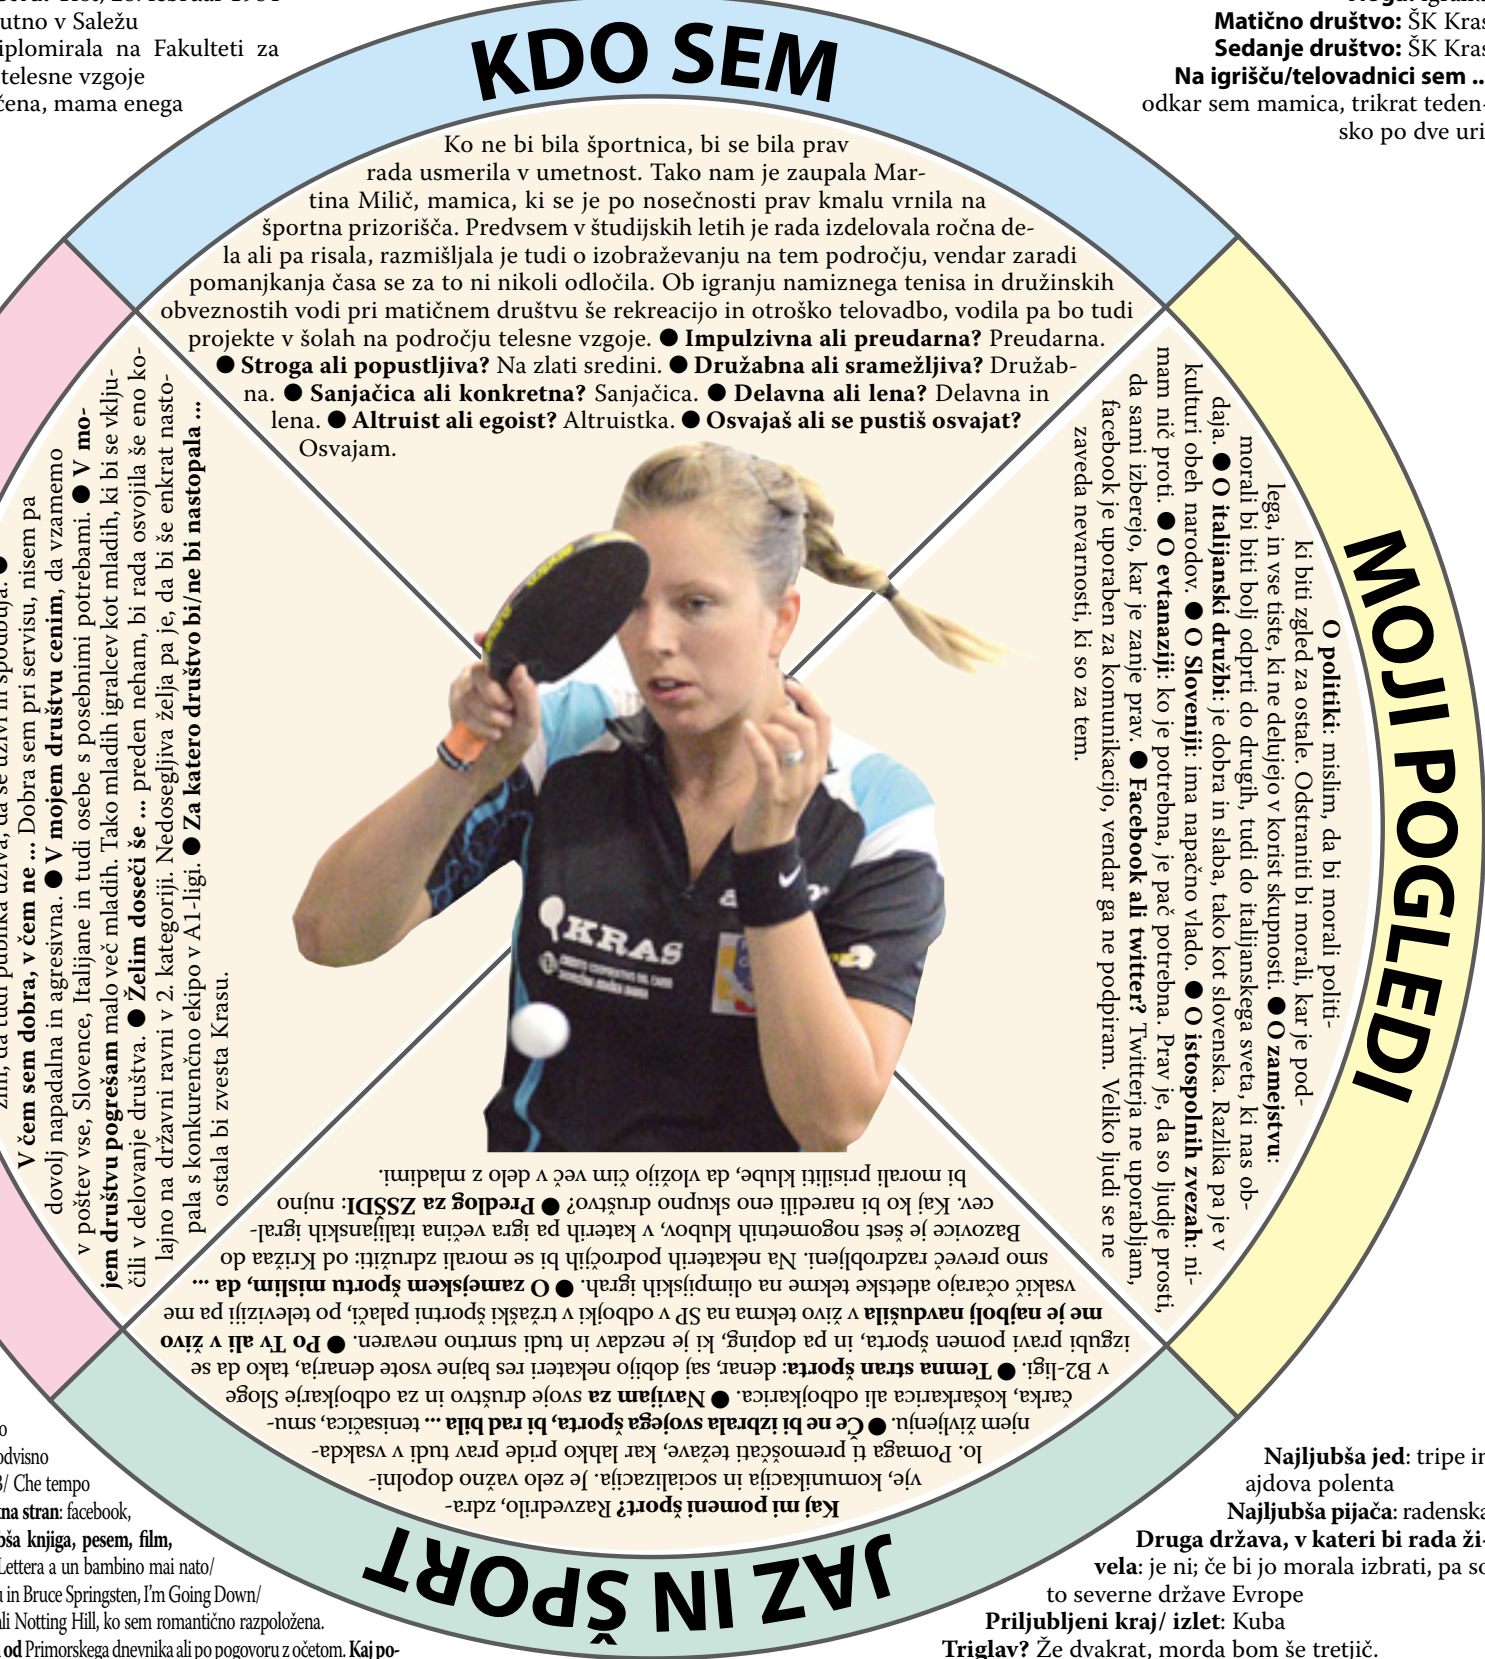 utno v Saležu
iplomirala na Fakulteti za
telesne vzgoje
čena, mama enega
Matično društvo: ŠK Kras
Sedanje društvo: ŠK Kras
Na igrišču/telovadnici sem ..
odkar sem mamica, trikrat teden-
sko po dve uri
KDO SEM
Ko ne bi bila športnica, bi se bila prav
rada usmerila v umetnost. Tako nam je zaupala Mar-
tina Milič, mamica, ki se je po nosečnosti prav kmalu vrnila na
športna prizorišča. Predvsem v študijskih letih je rada izdelovala ročna de-
la ali pa risala, razmišljala je tudi o izobraževanju na tem področju, vendar zaradi
pomanjkanja časa se za to ni nikoli odločila. Ob igranju namiznega tenisa in družinskih
obveznostih vodi pri matičnem društvu še rekreacijo in otroško telovadbo, vodila pa bo tudi
projekte v šolah na področju telesne vzgoje. ● Impulzivna ali preudarna? Preudarna.
● Stroga ali popustljiva? Na zlati sredini. ● Družabna ali sramežljiva? Družab-
na. ● Sanjačica ali konkretna? Sanjačica. ● Delavna ali lena? Delavna in
lena. ● Altruist ali egoist? Altruistka. ● Osvajaš ali se pustiš osvajat?
Osvajam.
MOJI POGLEDI
O politiki: mislim, da bi morali politi-
ki biti zgled za ostale. Odstraniti bi morali, kar je pod-
lega, in vse tiste, ki ne delujejo v korist skupnosti. ● O zamejstvu:
morali bi biti bolj odprti do drugih, tudi do italijanskega sveta, ki nas ob-
daja. ● O italijanski družbi: je dobra in slaba, tako kot slovenska. Razlika pa je v
kulturi obeh narodov. ● O Sloveniji: ima napačno vlado. ● O istospolnih zvezah: ni-
mam nič proti. ● O evtanaziji: ko je potrebna, je pač potrebna. Prav je, da so ljudje prosti,
da sami izberejo, kar je zanje prav. ● Facebook ali twitter? Twitterja ne uporabljam,
facebook je uporaben za komunikacijo, vendar ga ne podpiram. Veliko ljudi se ne
zaveda nevarnosti, ki so za tem.
JAZ IN ŠPORT
Kaj mi pomeni šport? Razvedrilo, zdra-
vje, komunikacija in socializacija. Je zelo važno dopolni-
lo. Pomaga ti premoščati težave, kar lahko pride prav tudi v vsakda-
njem življenju. ● Če ne bi izbrala svojega športa, bi rad bila ... tenisačica, smu-
čarka, košarkarica ali odbojkarica. ● Navijam za svoje društvo in za odbojkarje Sloge
v B2-ligi. ● Temna stran športa: denar, saj dobijo nekateri res bajne vsote denarja, tako da se
izgubi pravi pomen športa, in pa doping, ki je nezdav in tudi smrtno nevaren. ● Po Tv ali v živo
me je najbolj navdušila v živo tekma na SP v odbojki v tržaški športni palači, po televiziji pa me
vsakič očarajo atletske tekme na olimpijskih igrah. ● O zamejskem športu mislim, da ...
smo preveč razdrobljeni. Na nekaterih področjih bi se morali združiti: od Križaa do
Bazovice je šest nogometnih klubov, v katerih pa igra večina italijanskih igral-
cev. Kaj ko bi naredili eno skupno društvo? ● Predlog za ZSŠDI: nujno
bi morali prisiliti klube, da vložijo čim več v delo z mladimi.
V čem sem dobra, v čem ne ... Dobra sem pri servisu, nisem pa
dovolj napadalna in agresivna. ● V mojem društvu cenim, da vzamemo
v poštev vse, Slovence, Italijane in tudi osebe s posebnimi potrebami. ● V mo-
jem društvu pogrešam malo več mladih. Tako mladih igralcev kot mladih, ki bi se vklju-
čili v delovanje društva. ● Želim doseči še ... preden neham, bi rada osvojila še eno ko-
lajno na državni ravni v 2. kategoriji. Nedosegljiva želja pa je, da bi še enkrat nasto-
pala s konkurenčno ekipo v A1-ligi. ● Za katero društvo bi/ne bi nastopala ...
ostala bi zvesta Krasu.
KRAS
o
odvisno
3/ Che tempo
tna stran: facebook,
bša knjiga, pesem, film,
Lettera a un bambino mai nato/
u in Bruce Springsten, I'm Going Down/
ali Notting Hill, ko sem romantično razpoložena.
od Primorskega dnevnika ali po pogovoru z očetom. Kaj po-
Najljubša jed: tripe in
ajdova polenta
Najljubša pijača: radenska
Druga država, v kateri bi rada ži-
vela: je ni; če bi jo morala izbrati, pa so
to severne države Evrope
Priljubljeni kraj/ izlet: Kuba
Triglav? Že dvakrat, morda bom še tretjič.